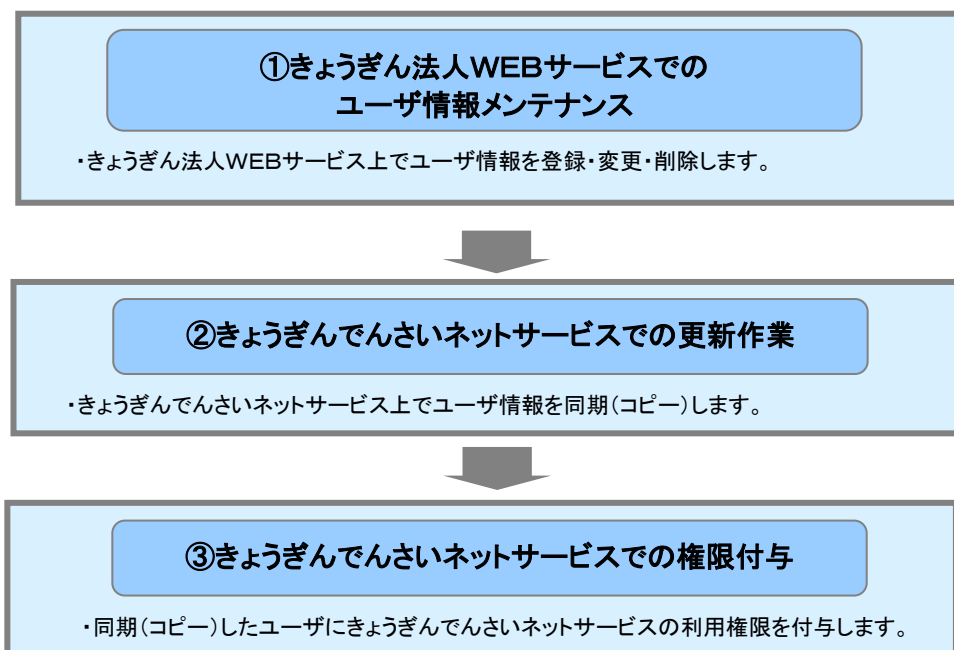 ①きょうぎん法人ＷＥＢサービスでの
ユーザ情報メンテナンス
・きょうぎん法人ＷＥＢサービス上でユーザ情報を登録・変更・削除します。
②きょうぎんでんさいネットサービスでの更新作業
・きょうぎんでんさいネットサービス上でユーザ情報を同期（コピー）します。
③きょうぎんでんさいネットサービスでの権限付与
・同期（コピー）したユーザにきょうぎんでんさいネットサービスの利用権限を付与します。